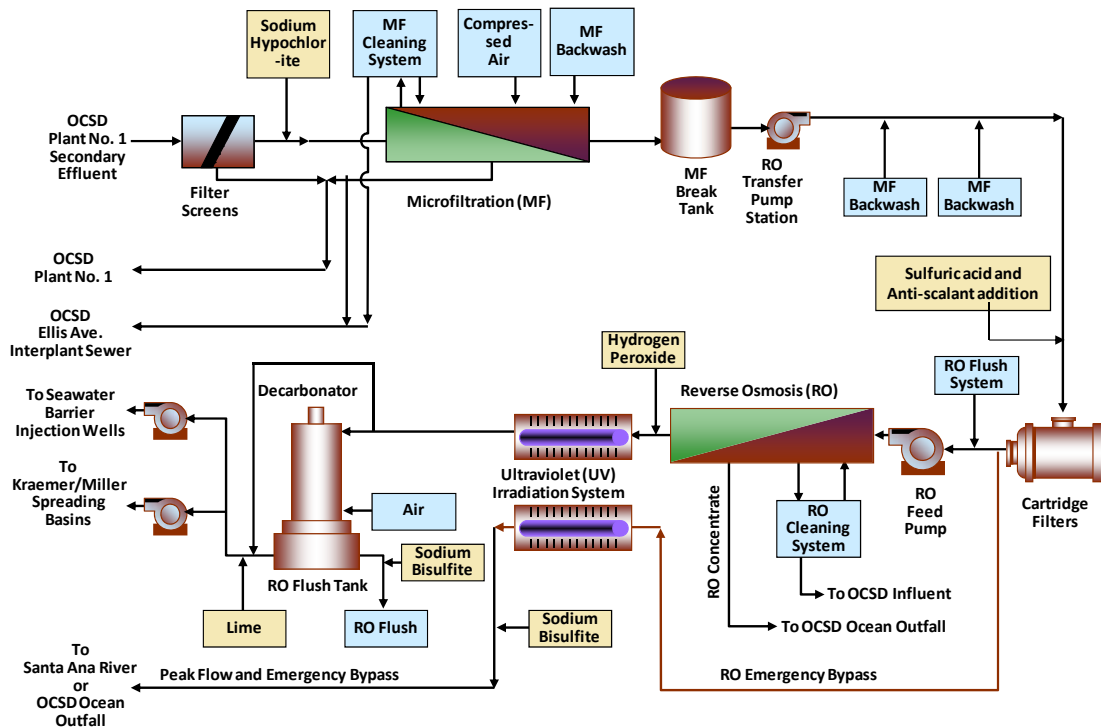 Sodium
Hypochlor
-ite
MF
Cleaning
System
Compres-
sed
Air
MF
Backwash
OCSD
Plant No. 1
Secondary
Effluent
Filter
Screens
Microfiltration (MF)
MF
Break
Tank
RO
Transfer
Pump
Station
MF
Backwash
MF
Backwash
OCSD
Plant No. 1
Sulfuric acid and
Anti-scalant addition
OCSD
Ellis Ave.
Interplant Sewer
Hydrogen
Peroxide
RO Flush
System
To Seawater
Barrier
Injection Wells
Decarbonator
Reverse Osmosis (RO)
To
Kraemer/Miller
Spreading
Basins
Ultraviolet (UV)
Irradiation System
Air
RO Concentrate
RO
Cleaning
System
RO
Feed
Pump
Cartridge
Filters
Sodium
Bisulfite
RO Flush Tank
To OCSD Influent
Lime
RO Flush
Sodium
Bisulfite
To OCSD Ocean Outfall
To
Santa Ana River
or
OCSD Ocean
Outfall
Peak Flow and Emergency Bypass
RO Emergency Bypass